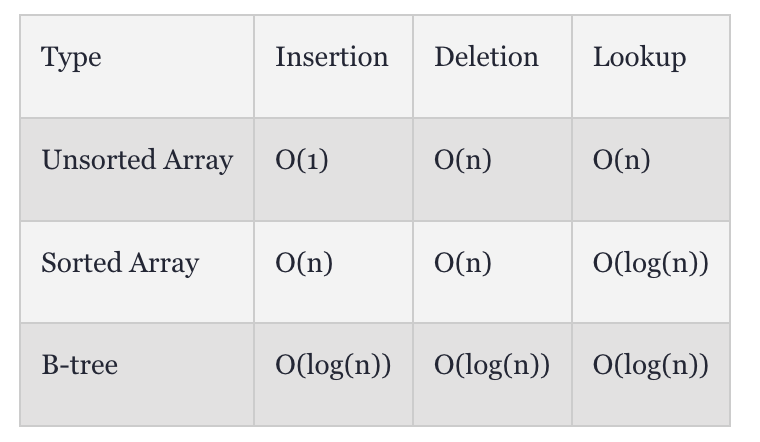 Type Insertion Deletion Lookup
Unsorted Array O(1) O(n) O(n)
Sorted Array O(n) O(n) O(log(n))
B-tree O(log(n)) O(log(n)) O(log(n))